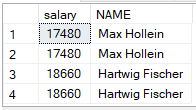 salary NAME
1 17480 Max Hollein
2 17480 Max Hollein
3 18660 Hartwig Fischer
4 18660 Hartwig Fischer